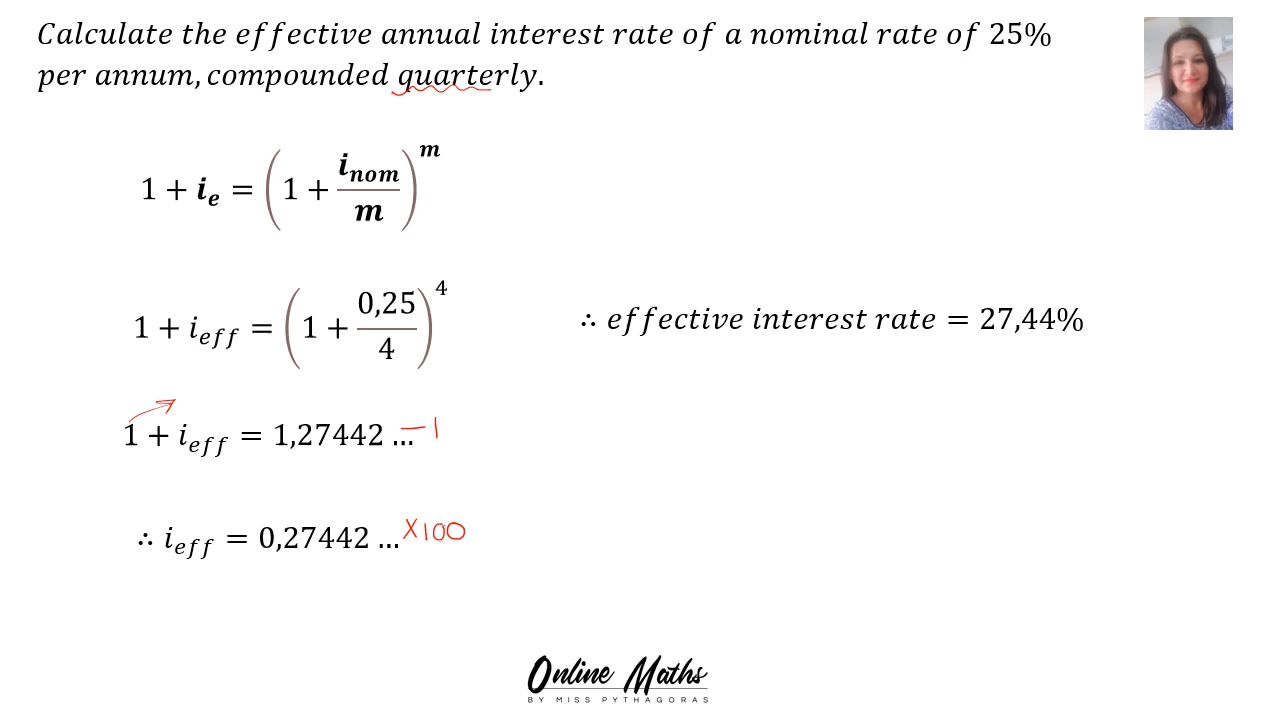 Calculate the effective annual interest rate of a nominal rate of 25%
per annum, compounded quarterly.
1 + i_e = (1 + i_nom/m)^m
1 + i_eff = (1 + 0,25/4)^4
1 + i_eff = 1,27442 ... −1
∴ i_eff = 0,27442 ... ×100
∴ effective interest rate = 27,44%
Online Maths
BY MISS PYTHAGORAS